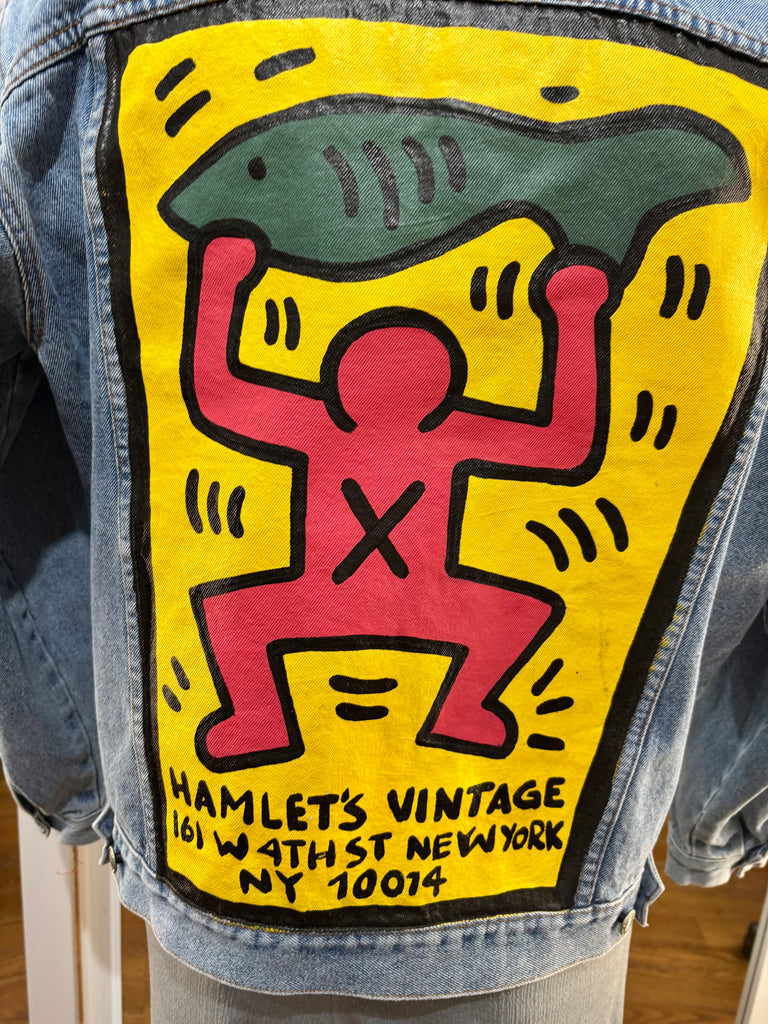 X
HAMLET'S VINTAGE
161 W 4TH ST NEW YORK
NY 10014